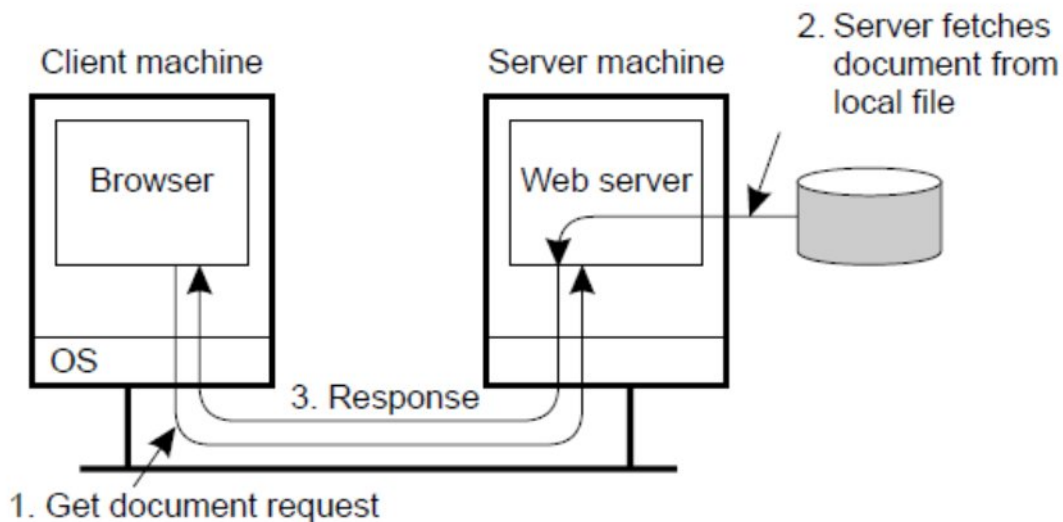 2. Server fetches
document from
local file
Client machine
Server machine
Browser
Web server
OS
3. Response
1. Get document request